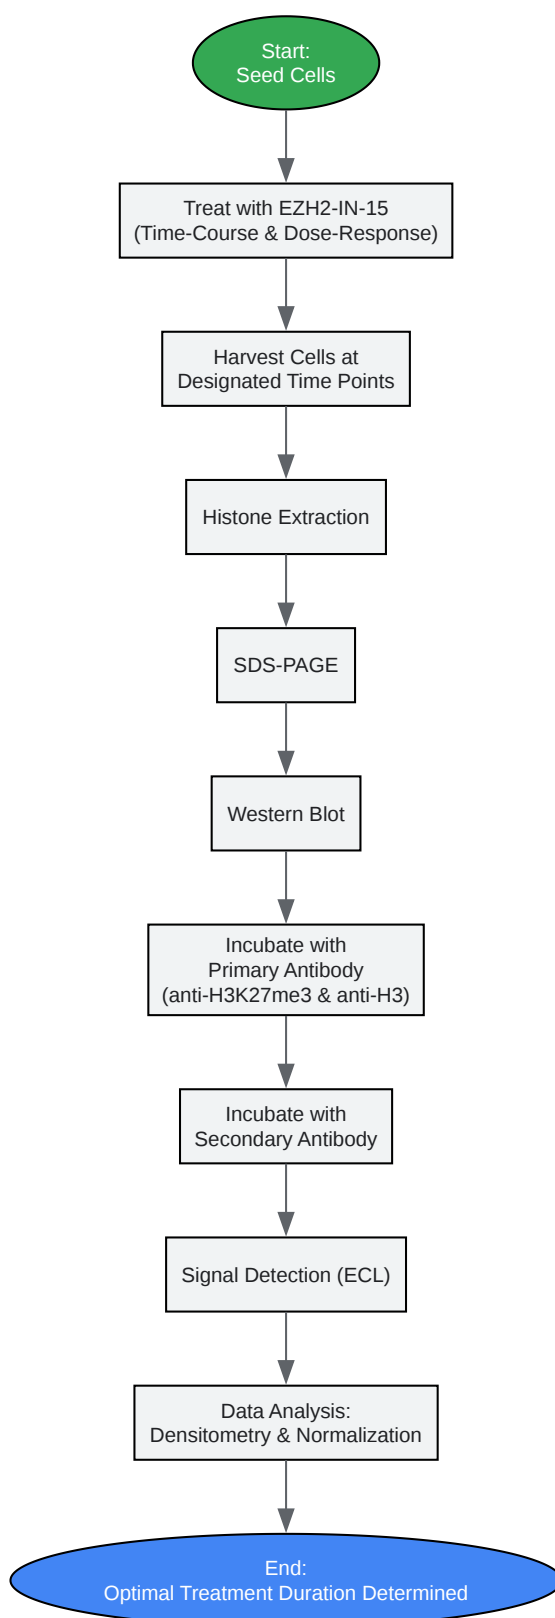 Start:
Seed Cells
Treat with EZH2-IN-15
(Time-Course & Dose-Response)
Harvest Cells at
Designated Time Points
Histone Extraction
SDS-PAGE
Western Blot
Incubate with
Primary Antibody
(anti-H3K27me3 & anti-H3)
Incubate with
Secondary Antibody
Signal Detection (ECL)
Data Analysis:
Densitometry & Normalization
End:
Optimal Treatment Duration Determined